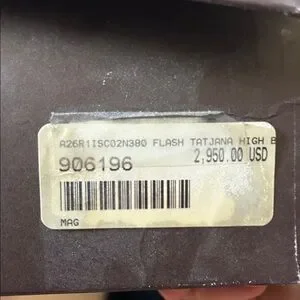 A26R1ISC02N380 FLASH TATJANA HIGH B
906196 2,950.00 USD
MAG